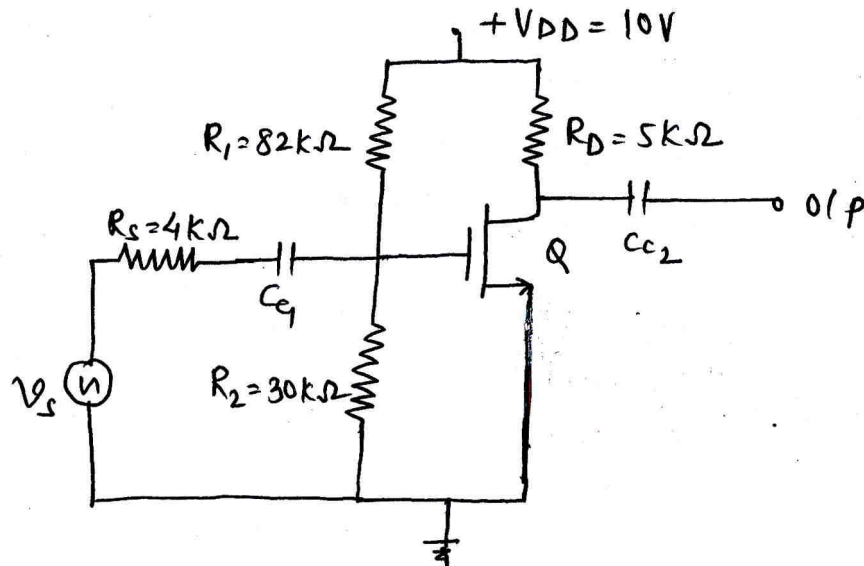 +VDD = 10V
R1 = 82kΩ
RD = 5kΩ
Rs = 4kΩ
Cc1
Q
Cc2
O/P
R2 = 30kΩ
Vs